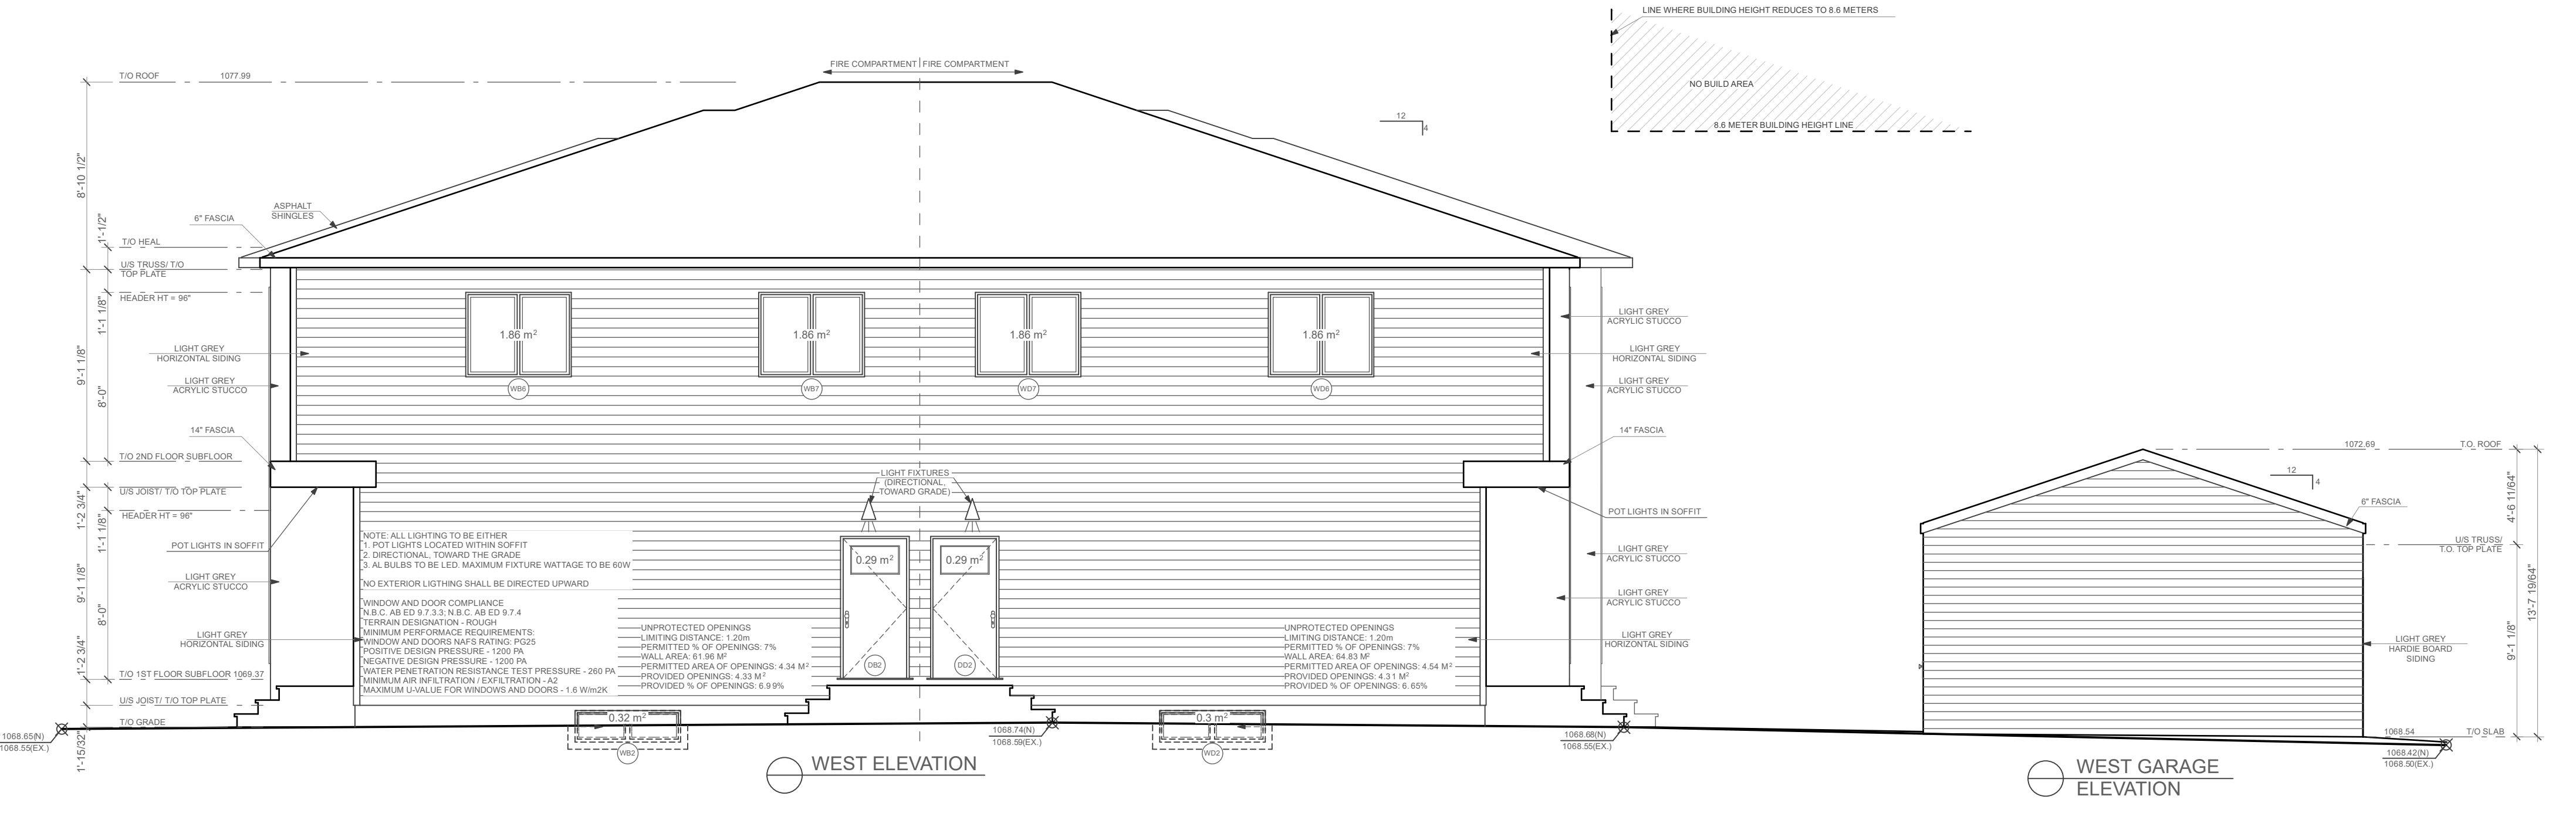 LINE WHERE BUILDING HEIGHT REDUCES TO 8.6 METERS
NO BUILD AREA
8.6 METER BUILDING HEIGHT LINE
FIRE COMPARTMENT
FIRE COMPARTMENT
T/O ROOF
1077.99
12
4
8'-10 1/2"
1'-1/2"
6" FASCIA
ASPHALT
SHINGLES
T/O HEAL
U/S TRUSS/ T/O
TOP PLATE
HEADER HT = 96"
1'-1 1/8"
9'-1 1/8"
8'-0"
LIGHT GREY
HORIZONTAL SIDING
LIGHT GREY
ACRYLIC STUCCO
14" FASCIA
T/O 2ND FLOOR SUBFLOOR
U/S JOIST/ T/O TOP PLATE
HEADER HT = 96"
1'-2 3/4"
1'-1 1/8"
POT LIGHTS IN SOFFIT
LIGHT GREY
ACRYLIC STUCCO
9'-1 1/8"
8'-0"
LIGHT GREY
HORIZONTAL SIDING
1'-2 3/4"
T/O 1ST FLOOR SUBFLOOR 1069.37
U/S JOIST/ T/O TOP PLATE
T/O GRADE
1'-15/32"
1068.65(N)
1068.55(EX.)
1.86 m2
WB6
1.86 m2
WB7
1.86 m2
WD7
1.86 m2
WD6
LIGHT FIXTURES
(DIRECTIONAL,
TOWARD GRADE)
NOTE: ALL LIGHTING TO BE EITHER
1. POT LIGHTS LOCATED WITHIN SOFFIT
2. DIRECTIONAL, TOWARD THE GRADE
3. AL BULBS TO BE LED. MAXIMUM FIXTURE WATTAGE TO BE 60W
NO EXTERIOR LIGTHING SHALL BE DIRECTED UPWARD
WINDOW AND DOOR COMPLIANCE
N.B.C. AB ED 9.7.3.3; N.B.C. AB ED 9.7.4
TERRAIN DESIGNATION - ROUGH
MINIMUM PERFORMACE REQUIREMENTS:
WINDOW AND DOORS NAFS RATING: PG25
POSITIVE DESIGN PRESSURE - 1200 PA
NEGATIVE DESIGN PRESSURE - 1200 PA
WATER PENETRATION RESISTANCE TEST PRESSURE - 260 PA
MINIMUM AIR INFILTRATION / EXFILTRATION - A2
MAXIMUM U-VALUE FOR WINDOWS AND DOORS - 1.6 W/m2K
UNPROTECTED OPENINGS
LIMITING DISTANCE: 1.20m
PERMITTED % OF OPENINGS: 7%
WALL AREA: 61.96 M2
PERMITTED AREA OF OPENINGS: 4.34 M2
PROVIDED OPENINGS: 4.33 M2
PROVIDED % OF OPENINGS: 6.99%
0.29 m2
DB2
0.29 m2
DD2
UNPROTECTED OPENINGS
LIMITING DISTANCE: 1.20m
PERMITTED % OF OPENINGS: 7%
WALL AREA: 64.83 M2
PERMITTED AREA OF OPENINGS: 4.54 M2
PROVIDED OPENINGS: 4.31 M2
PROVIDED % OF OPENINGS: 6.65%
0.32 m2
WB2
0.3 m2
WD2
1068.74(N)
1068.59(EX.)
1068.68(N)
1068.55(EX.)
LIGHT GREY
ACRYLIC STUCCO
LIGHT GREY
HORIZONTAL SIDING
LIGHT GREY
ACRYLIC STUCCO
14" FASCIA
POT LIGHTS IN SOFFIT
LIGHT GREY
ACRYLIC STUCCO
LIGHT GREY
ACRYLIC STUCCO
LIGHT GREY
HORIZONTAL SIDING
WEST ELEVATION
1072.69
T.O. ROOF
12
4
6" FASCIA
4'-6 11/64"
U/S TRUSS/
T.O. TOP PLATE
13'-7 19/64"
9'-1 1/8"
LIGHT GREY
HARDIE BOARD
SIDING
1068.54
T/O SLAB
1068.42(N)
1068.50(EX.)
WEST GARAGE
ELEVATION